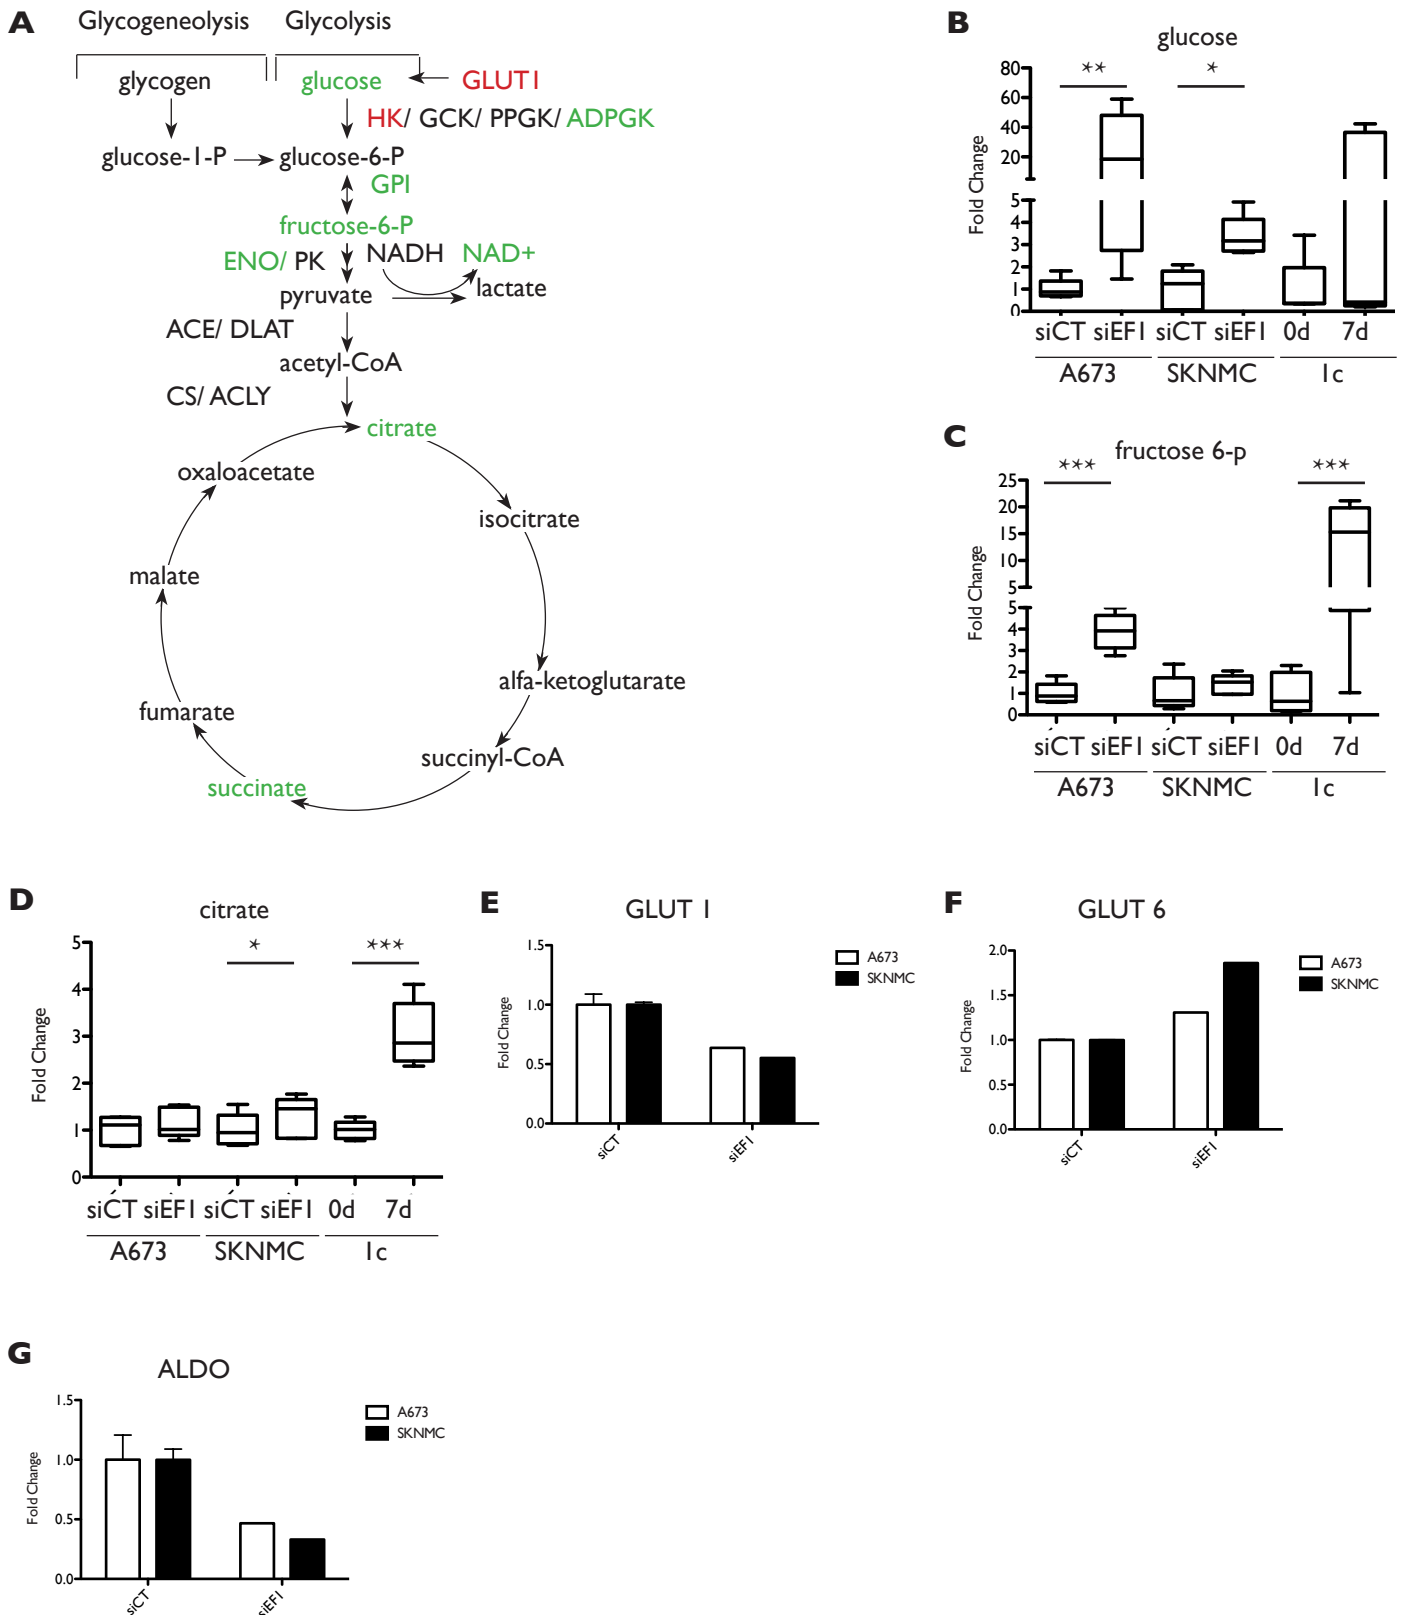 A
Glycogeneolysis Glycolysis
glycogen glucose GLUT1
HK/ GCK/ PPGK/ ADPGK
glucose-1-P glucose-6-P
GPI
fructose-6-P
ENO/ PK NADH NAD+
pyruvate lactate
ACE/ DLAT
acetyl-CoA
CS/ ACLY
citrate
oxaloacetate
isocitrate
malate
alfa-ketoglutarate
fumarate
succinyl-CoA
succinate
B
glucose
** *
Fold Change
80
60
40
20
5
4
3
2
1
0
siCT siEF1 siCT siEF1 0d 7d
A673 SKNMC 1c
C
fructose 6-p
*** ***
Fold Change
25
20
15
10
5
5
4
3
2
1
0
siCT siEF1 siCT siEF1 0d 7d
A673 SKNMC 1c
D
citrate
* ***
Fold Change
5
4
3
2
1
0
siCT siEF1 siCT siEF1 0d 7d
A673 SKNMC 1c
E
GLUT 1
Fold Change
1.5
1.0
0.5
0.0
siCT siEF1
A673
SKNMC
F
GLUT 6
Fold Change
2.0
1.5
1.0
0.5
0.0
siCT siEF1
A673
SKNMC
G
ALDO
Fold Change
1.5
1.0
0.5
0.0
siCT siEF1
A673
SKNMC